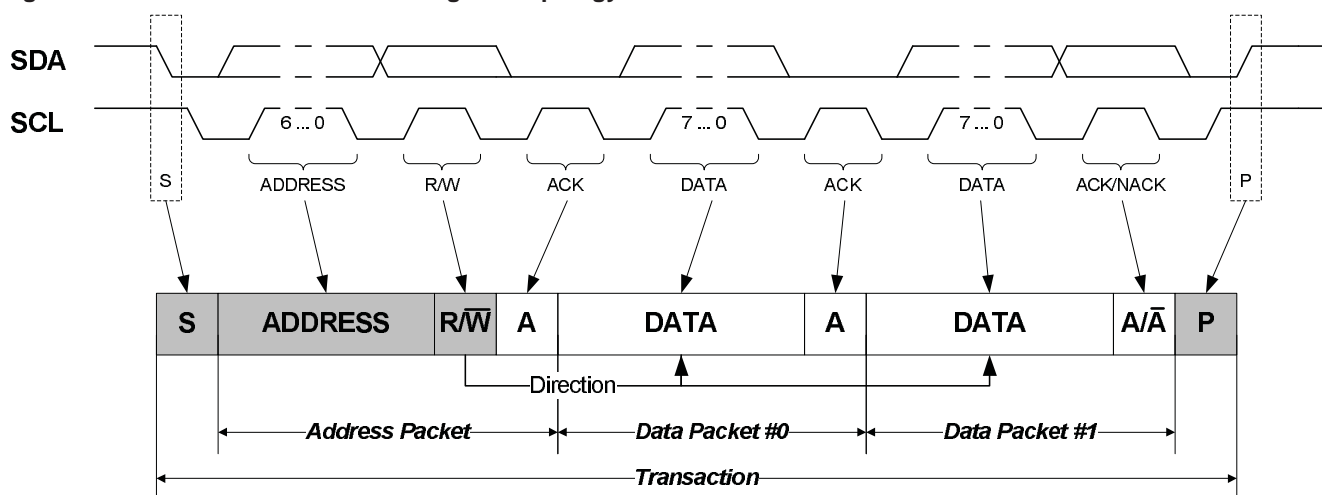 SDA
SCL
6 ... 0
7 ... 0
7 ... 0
S
ADDRESS
R/W
ACK
DATA
ACK
DATA
ACK/NACK
P
S
ADDRESS
R/W̅
A
DATA
A
DATA
A/A̅
P
Direction
Address Packet
Data Packet #0
Data Packet #1
Transaction